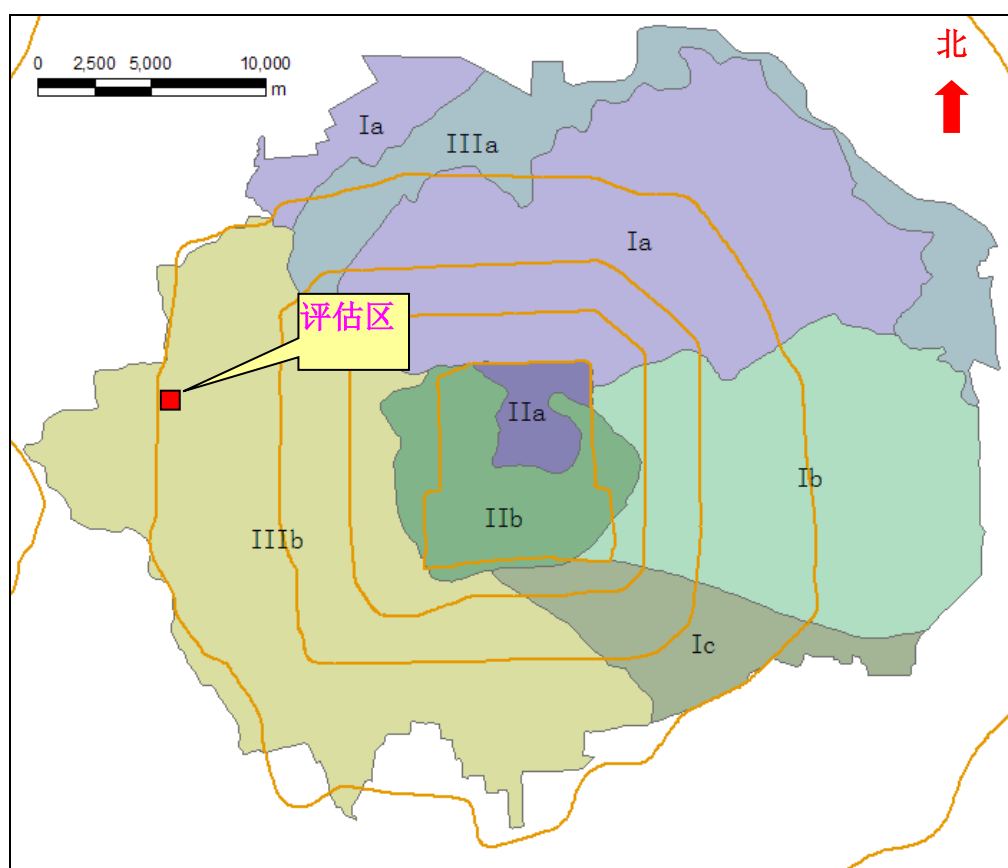 北
0 2,500 5,000 10,000
m
Ia
IIIa
Ia
评估区
IIa
Ib
IIb
IIIb
Ic